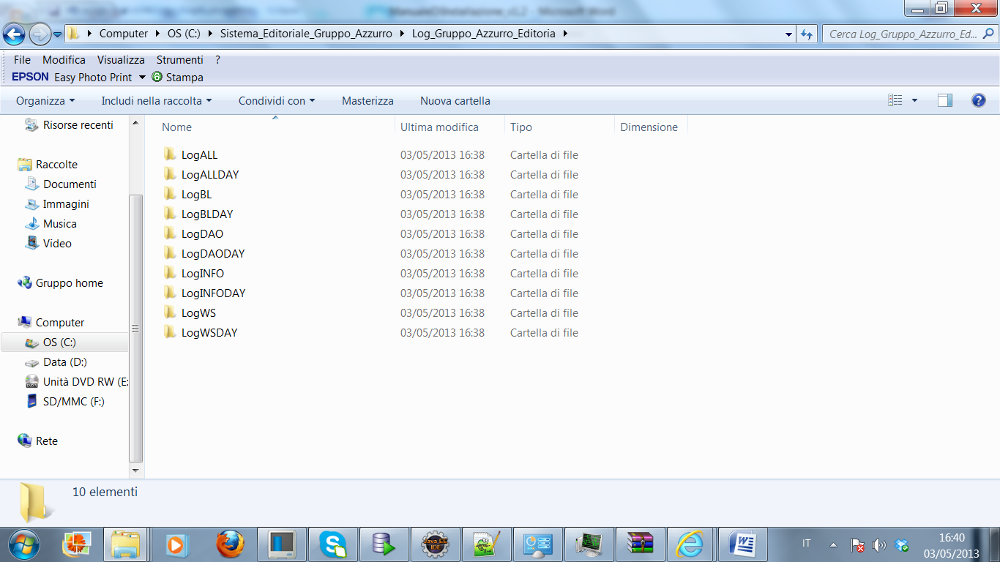 ManualeDiInstallazione_v1.2 - Microsoft Word
Computer OS (C:) Sistema_Editoriale_Gruppo_Azzurro Log_Gruppo_Azzurro_Editoria
Cerca Log_Gruppo_Azzurro_Ed...
File Modifica Visualizza Strumenti ?
EPSON Easy Photo Print Stampa
Organizza Includi nella raccolta Condividi con Masterizza Nuova cartella
Risorse recenti
Raccolte
Documenti
Immagini
Musica
Video
Gruppo home
Computer
OS (C:)
Data (D:)
Unità DVD RW (E:
SD/MMC (F:)
Rete
Nome Ultima modifica Tipo Dimensione
LogALL 03/05/2013 16:38 Cartella di file
LogALLDAY 03/05/2013 16:38 Cartella di file
LogBL 03/05/2013 16:38 Cartella di file
LogBLDAY 03/05/2013 16:38 Cartella di file
LogDAO 03/05/2013 16:38 Cartella di file
LogDAODAY 03/05/2013 16:38 Cartella di file
LogINFO 03/05/2013 16:38 Cartella di file
LogINFODAY 03/05/2013 16:38 Cartella di file
LogWS 03/05/2013 16:38 Cartella di file
LogWSDAY 03/05/2013 16:38 Cartella di file
10 elementi
Java EE
IDE
IT
16:40
03/05/2013